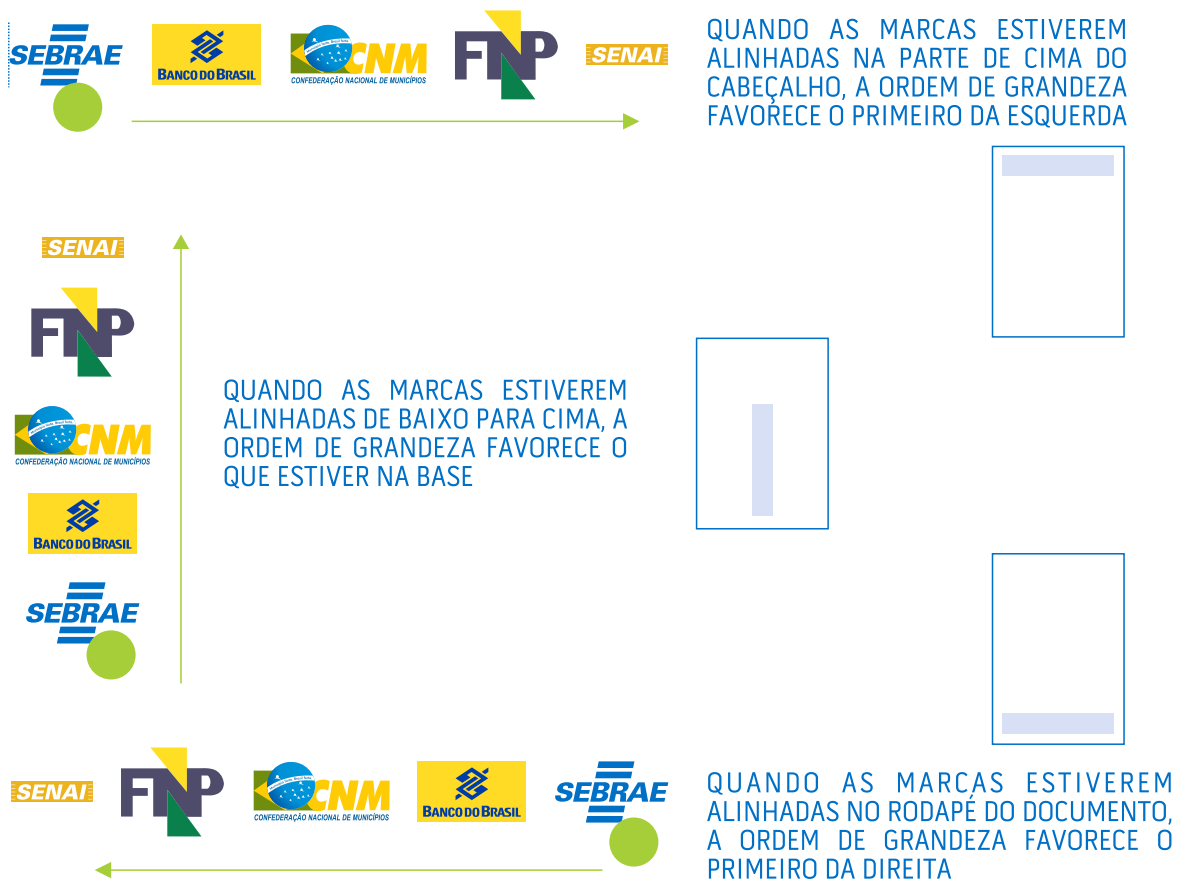 SEBRAE
BANCO DO BRASIL
CNM
CONFEDERAÇÃO NACIONAL DE MUNICÍPIOS
FNP
SENAI
QUANDO AS MARCAS ESTIVEREM
ALINHADAS NA PARTE DE CIMA DO
CABEÇALHO, A ORDEM DE GRANDEZA
FAVORECE O PRIMEIRO DA ESQUERDA
SENAI
FNP
CNM
CONFEDERAÇÃO NACIONAL DE MUNICÍPIOS
BANCO DO BRASIL
SEBRAE
QUANDO AS MARCAS ESTIVEREM
ALINHADAS DE BAIXO PARA CIMA, A
ORDEM DE GRANDEZA FAVORECE O
QUE ESTIVER NA BASE
SENAI
FNP
CNM
CONFEDERAÇÃO NACIONAL DE MUNICÍPIOS
BANCO DO BRASIL
SEBRAE
QUANDO AS MARCAS ESTIVEREM
ALINHADAS NO RODAPÉ DO DOCUMENTO,
A ORDEM DE GRANDEZA FAVORECE O
PRIMEIRO DA DIREITA